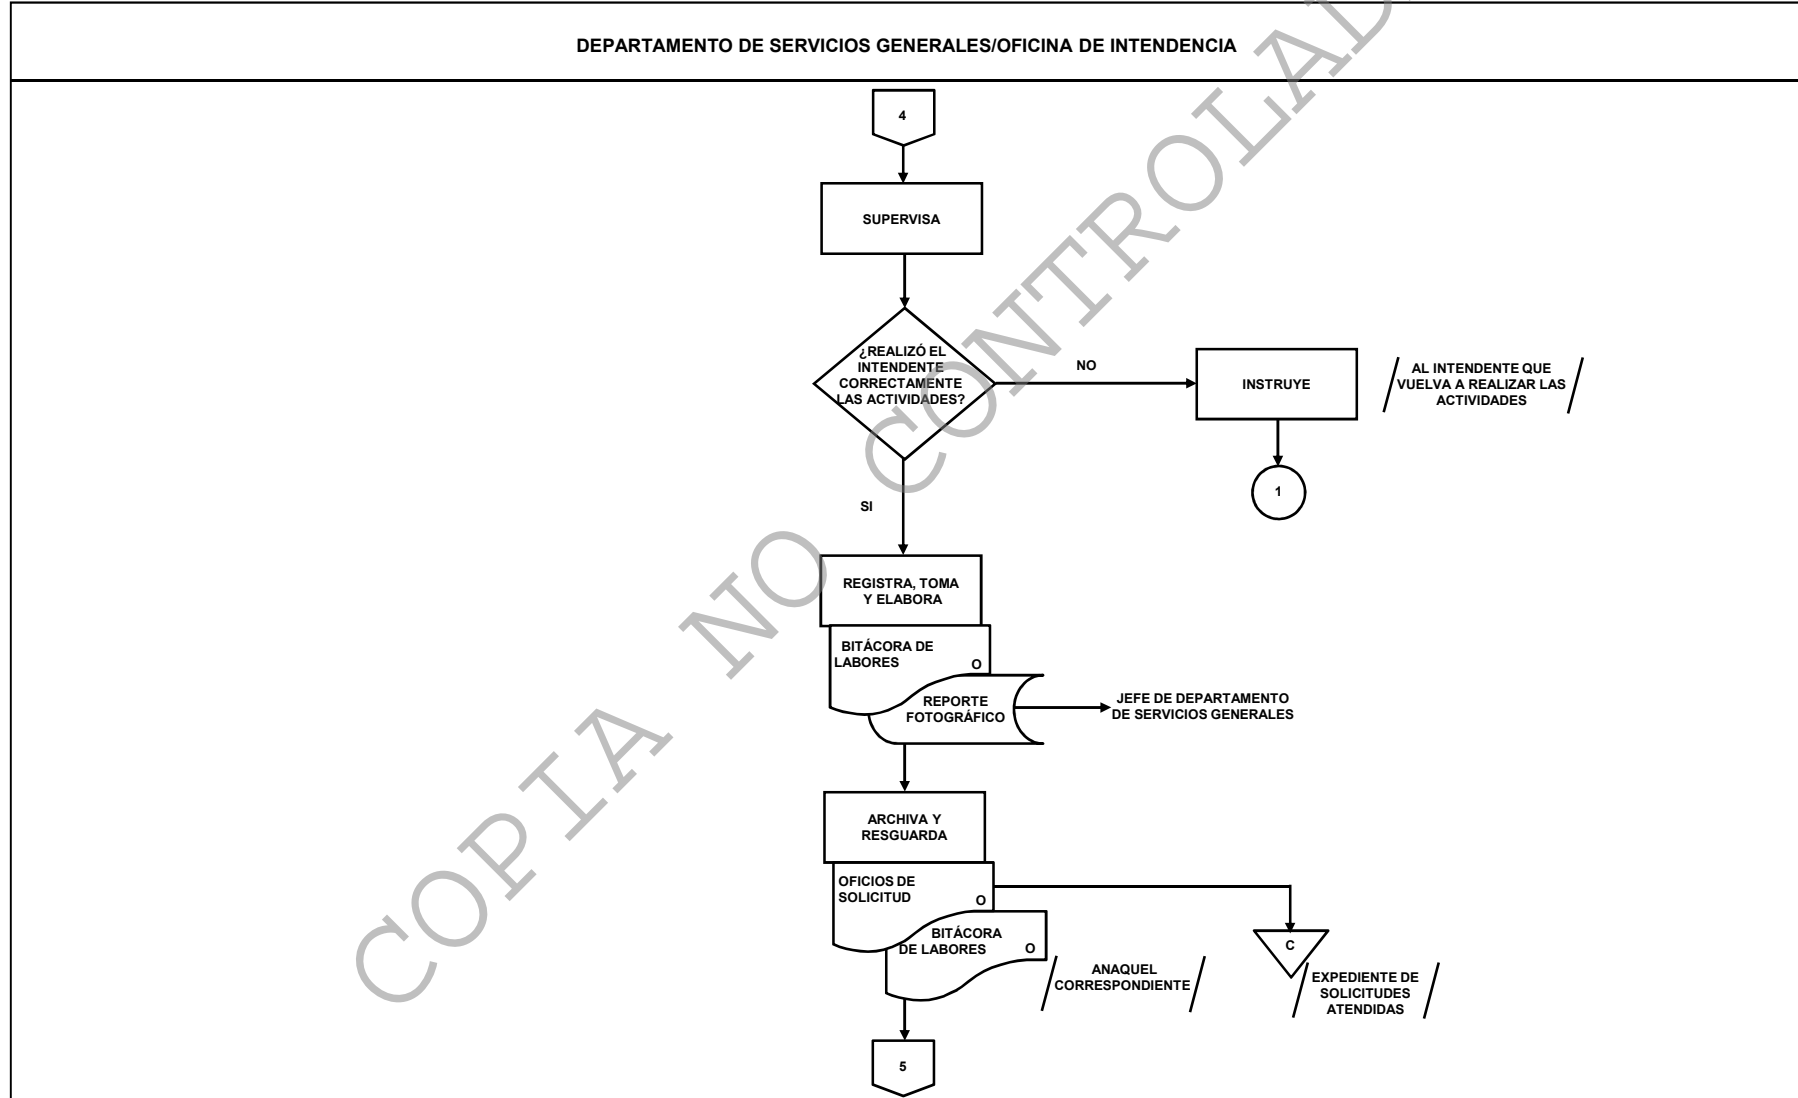 DEPARTAMENTO DE SERVICIOS GENERALES/OFICINA DE INTENDENCIA
4
SUPERVISA
¿REALIZÓ EL
INTENDENTE
CORRECTAMENTE
LAS ACTIVIDADES?
NO
INSTRUYE
AL INTENDENTE QUE
VUELVA A REALIZAR LAS
ACTIVIDADES
1
SI
REGISTRA, TOMA
Y ELABORA
BITÁCORA DE
LABORES
O
REPORTE
FOTOGRÁFICO
JEFE DE DEPARTAMENTO
DE SERVICIOS GENERALES
ARCHIVA Y
RESGUARDA
OFICIOS DE
SOLICITUD
O
BITÁCORA
DE LABORES
O
ANAQUEL
CORRESPONDIENTE
C
EXPEDIENTE DE
SOLICITUDES
ATENDIDAS
5
COPIA NO CONTROLAD